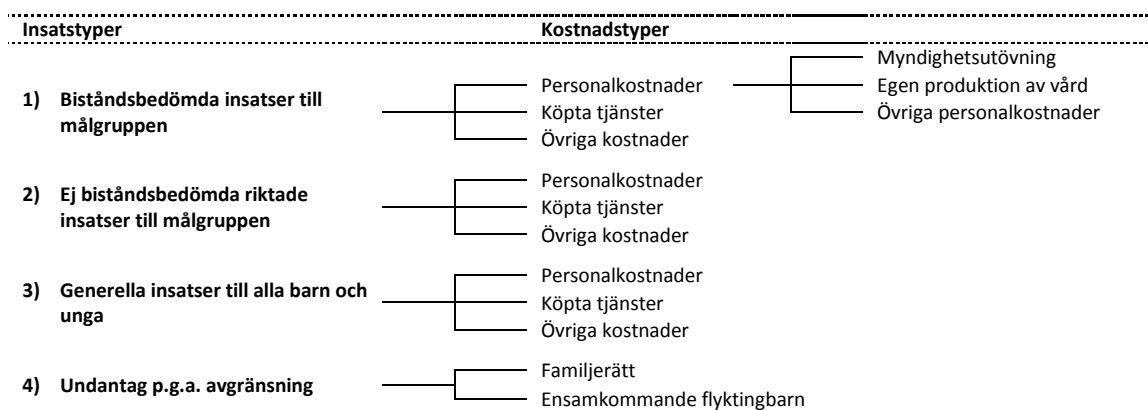 Insatstyper Kostnadstyper
Myndighetsutövning
1) Biståndsbedömda insatser till Personalkostnader Egen produktion av vård
målgruppen Köpta tjänster Övriga personalkostnader
Övriga kostnader
Personalkostnader
2) Ej biståndsbedömda riktade Köpta tjänster
insatser till målgruppen Övriga kostnader
Personalkostnader
3) Generella insatser till alla barn och Köpta tjänster
unga Övriga kostnader
Familjerätt
4) Undantag p.g.a. avgränsning Ensamkommande flyktingbarn